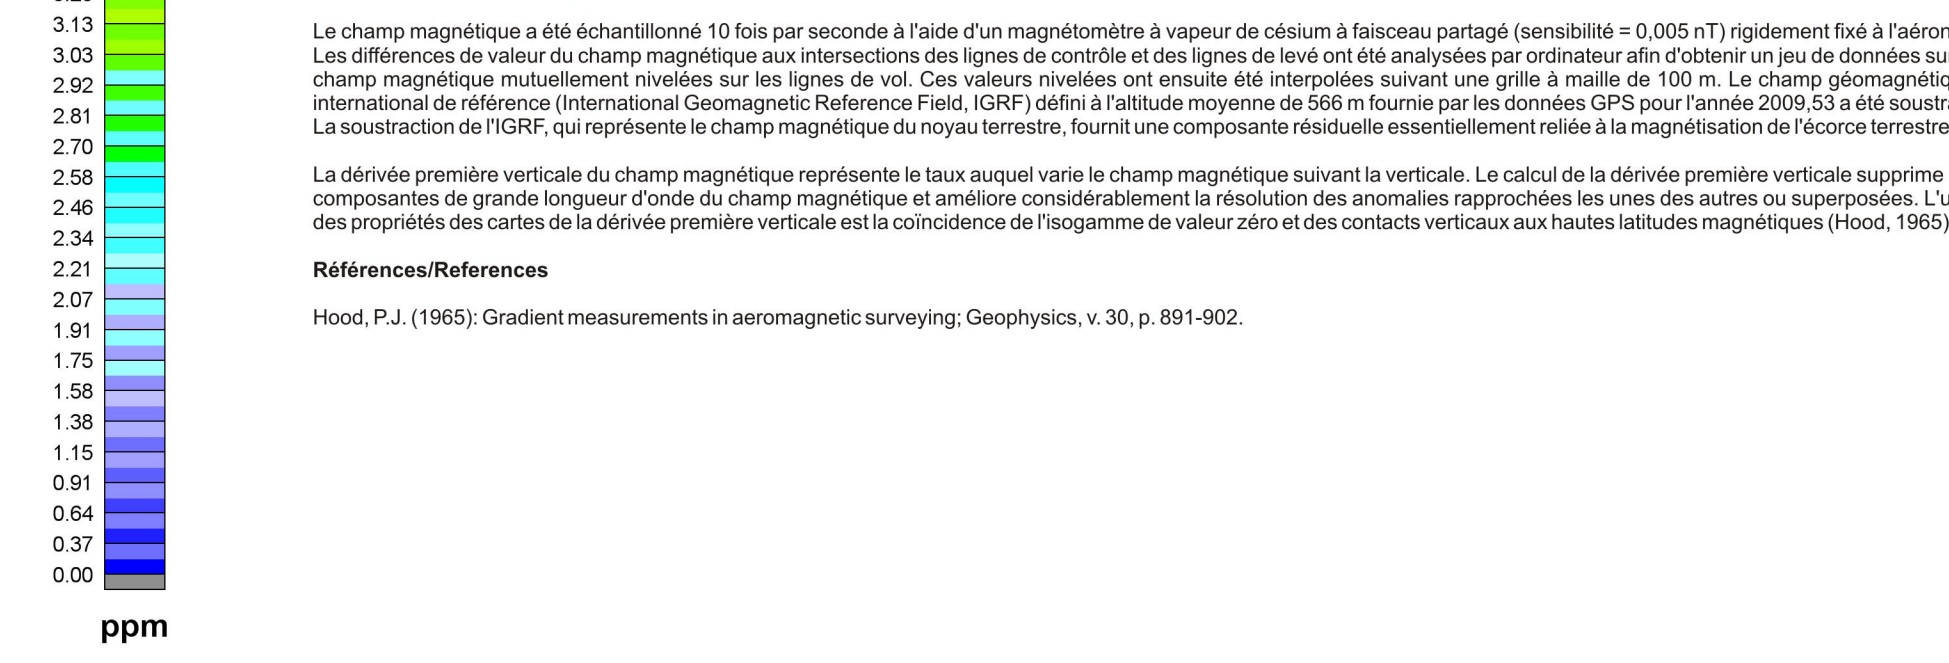 3.13
3.03
2.92
2.81
2.70
2.58
2.46
2.34
2.21
2.07
1.91
1.75
1.58
1.38
1.15
0.91
0.64
0.37
0.00
ppm
Le champ magnétique a été échantillonné 10 fois par seconde à l'aide d'un magnétomètre à vapeur de césium à faisceau partagé (sensibilité = 0,005 nT) rigidement fixé à l'aéron
Les différences de valeur du champ magnétique aux intersections des lignes de contrôle et des lignes de levé ont été analysées par ordinateur afin d'obtenir un jeu de données su
champ magnétique mutuellement nivelées sur les lignes de vol. Ces valeurs nivelées ont ensuite été interpolées suivant une grille à maille de 100 m. Le champ géomagnétiq
international de référence (International Geomagnetic Reference Field, IGRF) défini à l'altitude moyenne de 566 m fournie par les données GPS pour l'année 2009,53 a été soustra
La soustraction de l'IGRF, qui représente le champ magnétique du noyau terrestre, fournit une composante résiduelle essentiellement reliée à la magnétisation de l'écorce terrestre
La dérivée première verticale du champ magnétique représente le taux auquel varie le champ magnétique suivant la verticale. Le calcul de la dérivée première verticale supprime
composantes de grande longueur d'onde du champ magnétique et améliore considérablement la résolution des anomalies rapprochées les unes des autres ou superposées. L'u
des propriétés des cartes de la dérivée première verticale est la coïncidence de l'isogamme de valeur zéro et des contacts verticaux aux hautes latitudes magnétiques (Hood, 1965)
Références/References
Hood, P.J. (1965): Gradient measurements in aeromagnetic surveying; Geophysics, v. 30, p. 891-902.